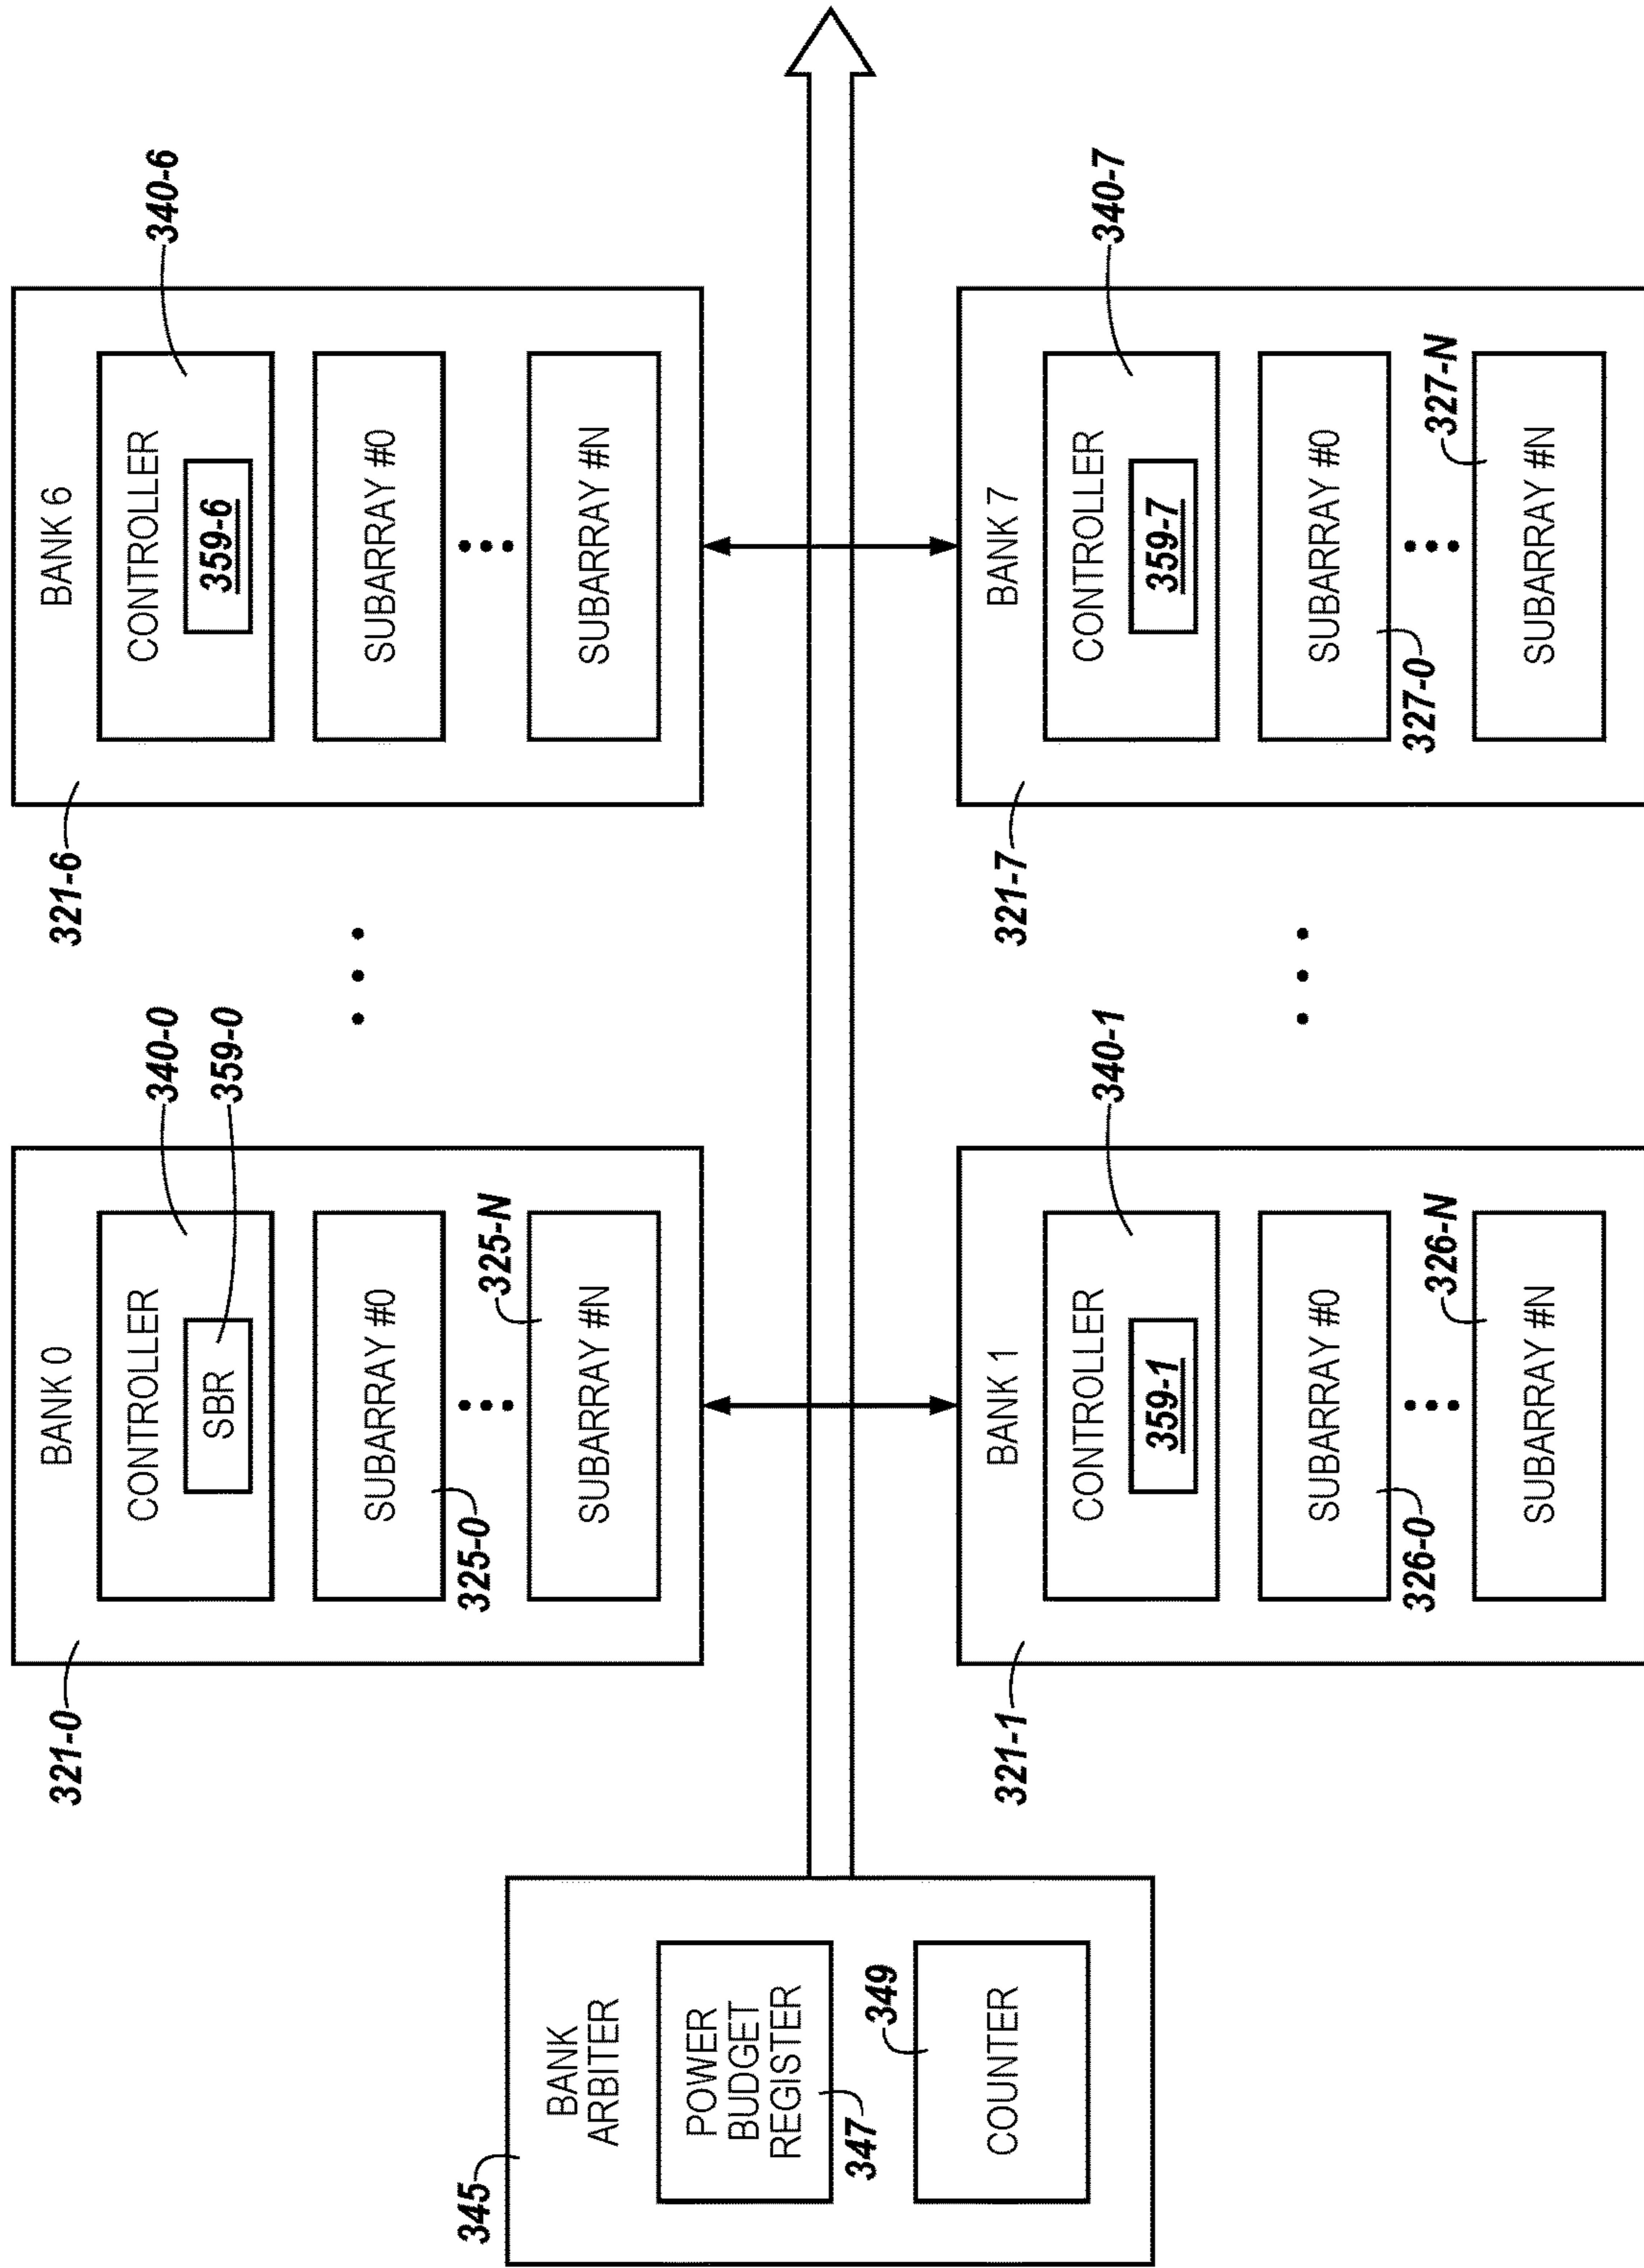 345
BANK
ARBITER
POWER
BUDGET
REGISTER
347
349
COUNTER
321-0
BANK 0
CONTROLLER
SBR
340-0
359-0
SUBARRAY #0
325-0
325-N
SUBARRAY #N
321-6
BANK 6
CONTROLLER
359-6
340-6
SUBARRAY #0
SUBARRAY #N
321-1
BANK 1
CONTROLLER
359-1
340-1
SUBARRAY #0
326-0
326-N
SUBARRAY #N
321-7
BANK 7
CONTROLLER
359-7
340-7
SUBARRAY #0
327-0
327-N
SUBARRAY #N